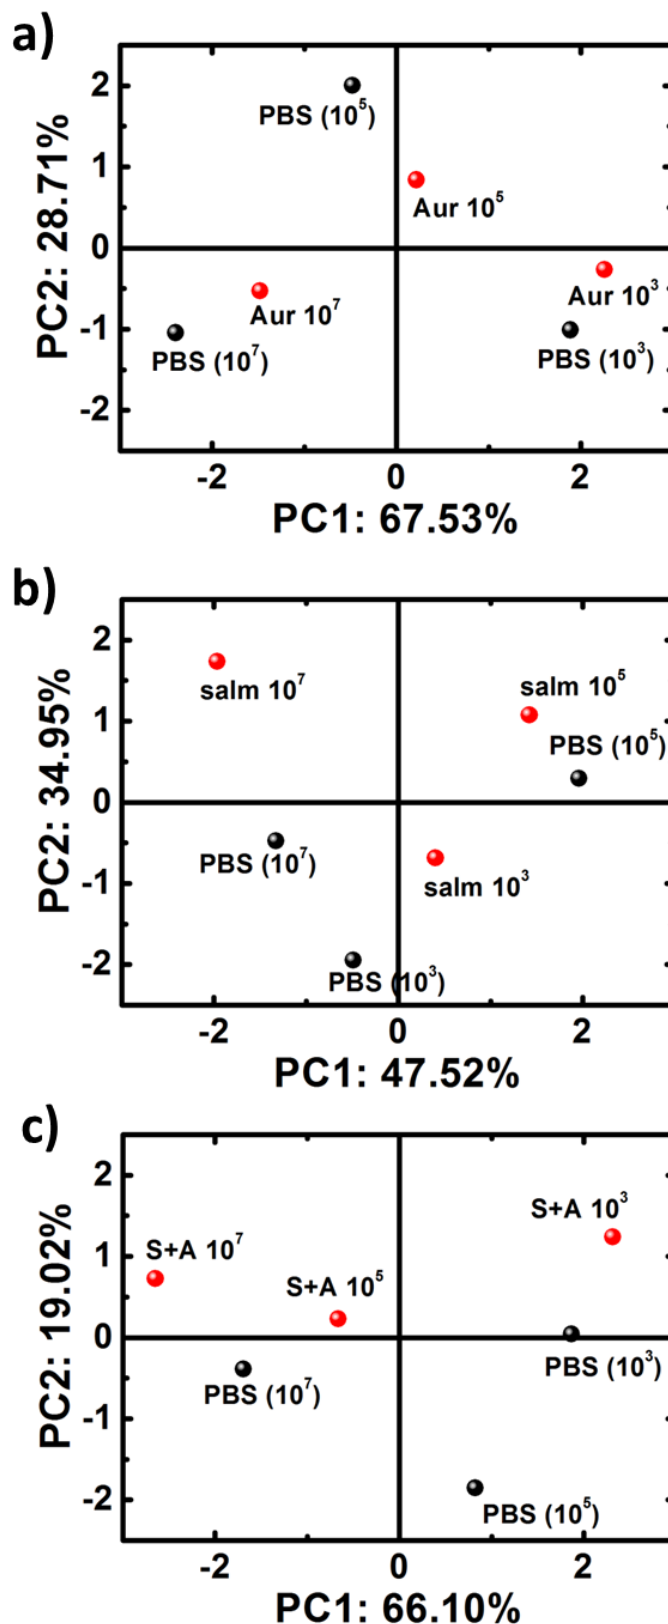 a)
2
PBS (10⁵)
1
Aur 10⁵
0
Aur 10³
Aur 10⁷
-1
PBS (10⁷)
PBS (10³)
-2
PC2: 28.71%
-2 0 2
PC1: 67.53%
b)
2
salm 10⁷
salm 10⁵
1
PBS (10⁵)
0
PBS (10⁷)
salm 10³
-1
-2
PBS (10³)
PC2: 34.95%
-2 0 2
PC1: 47.52%
c)
2
S+A 10³
S+A 10⁷
1
S+A 10⁵
0
PBS (10³)
PBS (10⁷)
-1
-2
PBS (10⁵)
PC2: 19.02%
-2 0 2
PC1: 66.10%